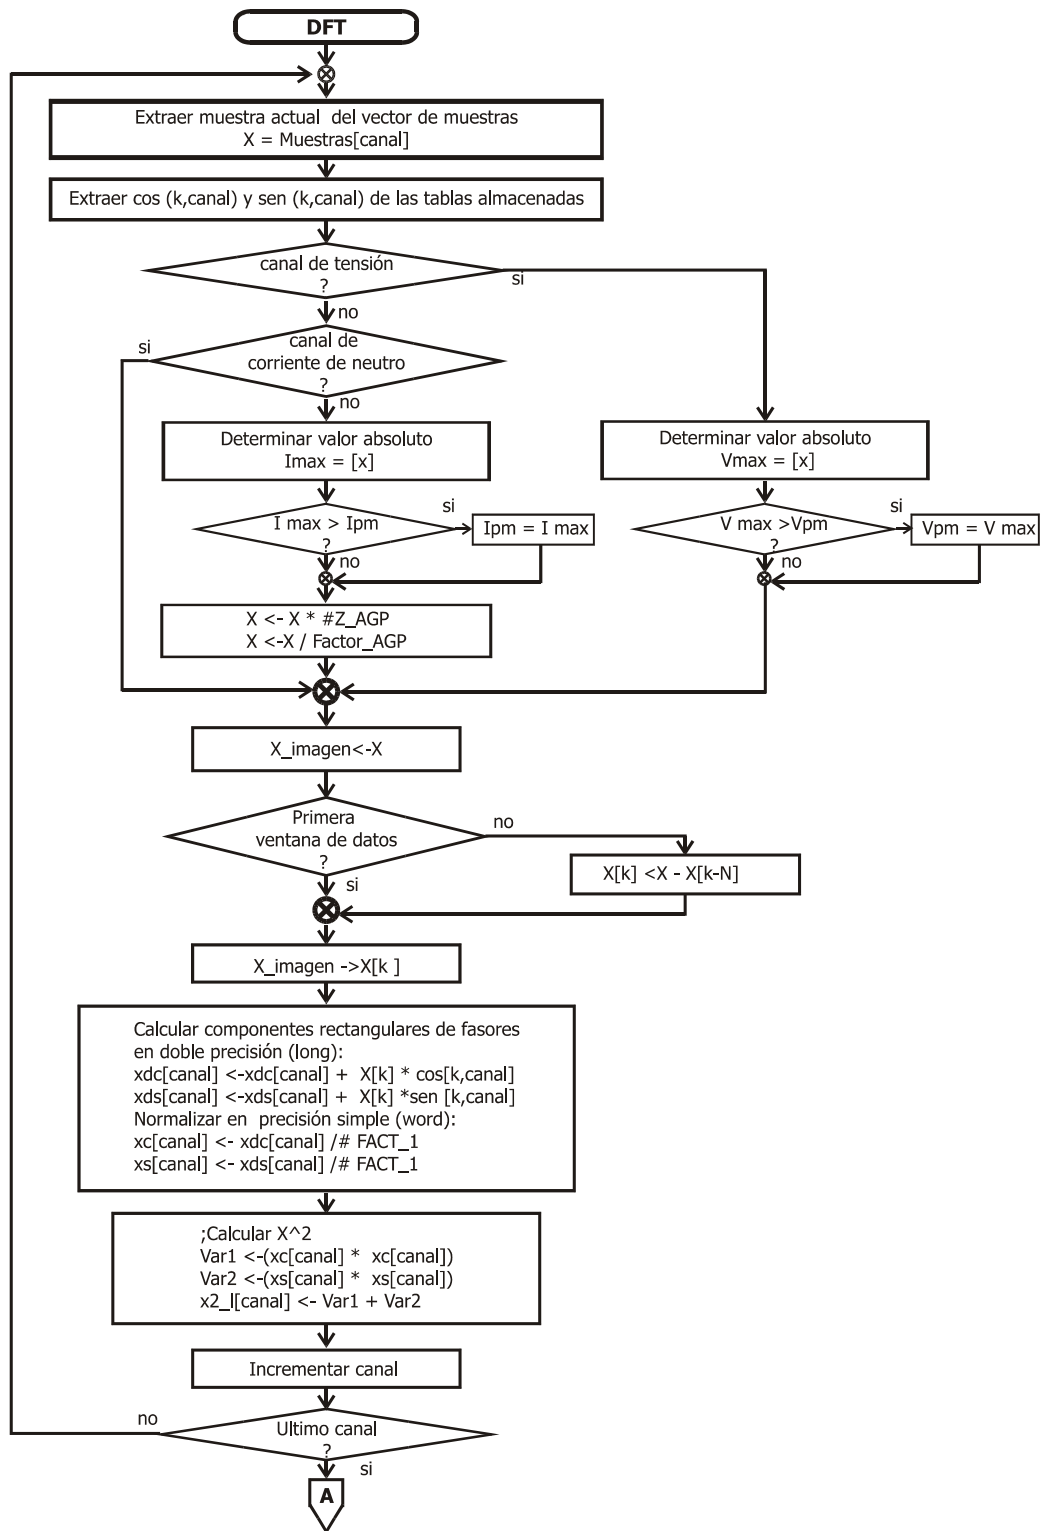 DFT
Extraer muestra actual del vector de muestras
X = Muestras[canal]
Extraer cos (k,canal) y sen (k,canal) de las tablas almacenadas
canal de tensión
?
si
no
canal de
corriente de neutro
?
si
no
Determinar valor absoluto
Imax = [x]
Determinar valor absoluto
Vmax = [x]
I max > Ipm
?
si
no
Ipm = I max
V max >Vpm
?
si
no
Vpm = V max
X <- X * #Z_AGP
X <-X / Factor_AGP
X_imagen<-X
Primera
ventana de datos
?
no
si
X[k] <X - X[k-N]
X_imagen ->X[k ]
Calcular componentes rectangulares de fasores
en doble precisión (long):
xdc[canal] <-xdc[canal] + X[k] * cos[k,canal]
xds[canal] <-xds[canal] + X[k] *sen [k,canal]
Normalizar en precisión simple (word):
xc[canal] <- xdc[canal] /# FACT_1
xs[canal] <- xds[canal] /# FACT_1
;Calcular X^2
Var1 <-(xc[canal] * xc[canal])
Var2 <-(xs[canal] * xs[canal])
x2_l[canal] <- Var1 + Var2
Incrementar canal
Ultimo canal
?
no
si
A